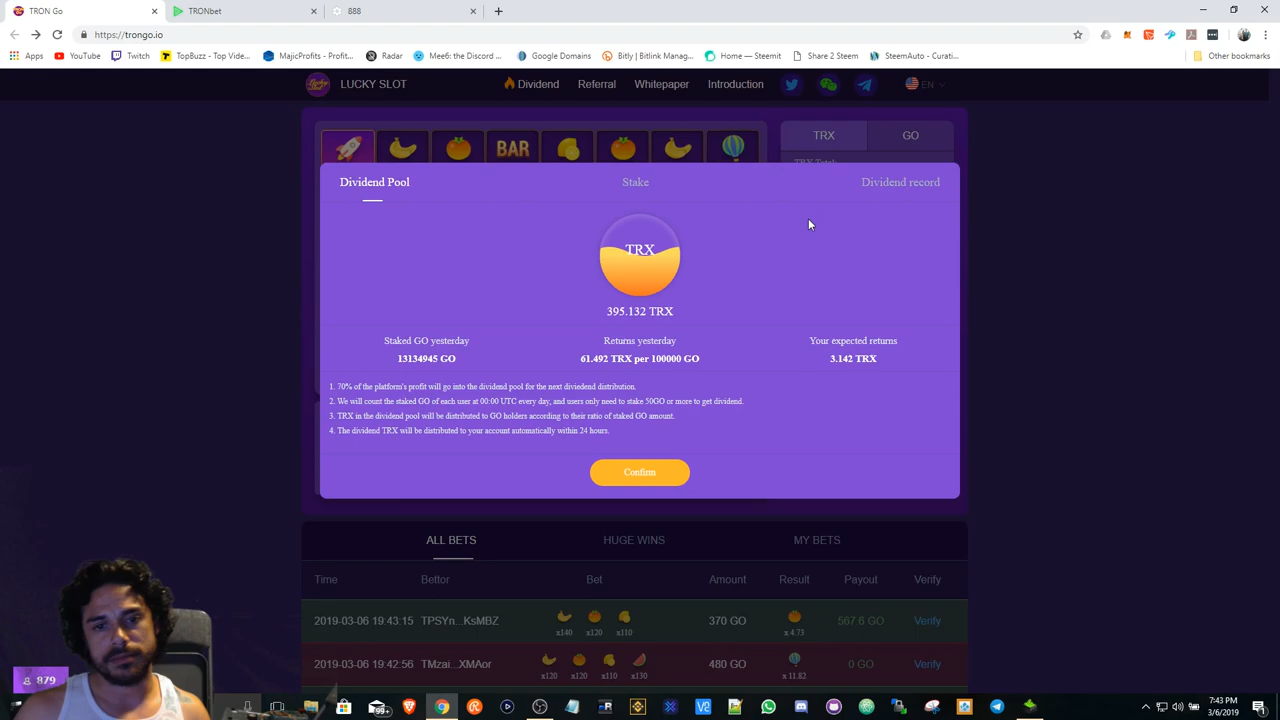 TRON Go
TRONbet
888
https://trongo.io
Apps
YouTube
Twitch
TopBuzz - Top Vide...
MajicProfits - Profit...
Radar
Mee6: the Discord ...
Google Domains
Bitly | Bitlink Manag...
Home — Steemit
Share 2 Steem
SteemAuto - Curati...
Other bookmarks
LUCKY SLOT
Dividend
Referral
Whitepaper
Introduction
EN
BAR
TRX
GO
TRX Total:
Dividend Pool
Stake
Dividend record
TRX
395.132 TRX
Staked GO yesterday
Returns yesterday
Your expected returns
13134945 GO
61.492 TRX per 100000 GO
3.142 TRX
1. 70% of the platform's profit will go into the dividend pool for the next diviedend distribution.
2. We will count the staked GO of each user at 00:00 UTC every day, and users only need to stake 50GO or more to get dividend.
3. TRX in the dividend pool will be distributed to GO holders according to their ratio of staked GO amount.
4. The dividend TRX will be distributed to your account automatically within 24 hours.
Confirm
ALL BETS
HUGE WINS
MY BETS
Time
Bettor
Bet
Amount
Result
Payout
Verify
2019-03-06 19:43:15
TPSYn...KsMBZ
x140
x120
x110
370 GO
x 4.73
567.6 GO
Verify
2019-03-06 19:42:56
TMzai...XMAor
x120
x120
x110
x130
480 GO
x 11.82
0 GO
Verify
879
99+
7:43 PM
3/6/2019